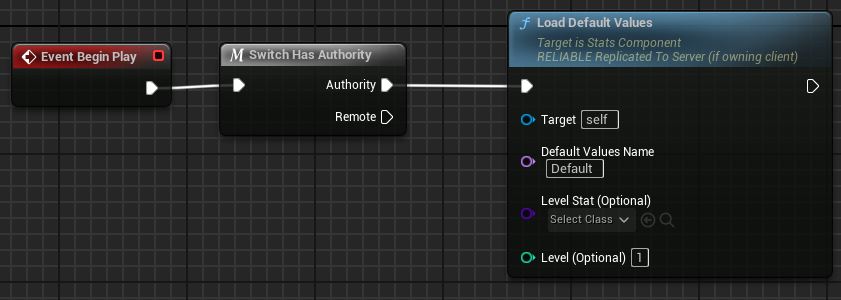 Event Begin Play
Switch Has Authority
Authority
Remote
Load Default Values
Target is Stats Component
RELIABLE Replicated To Server (if owning client)
Target self
Default Values Name
Default
Level Stat (Optional)
Select Class
Level (Optional) 1